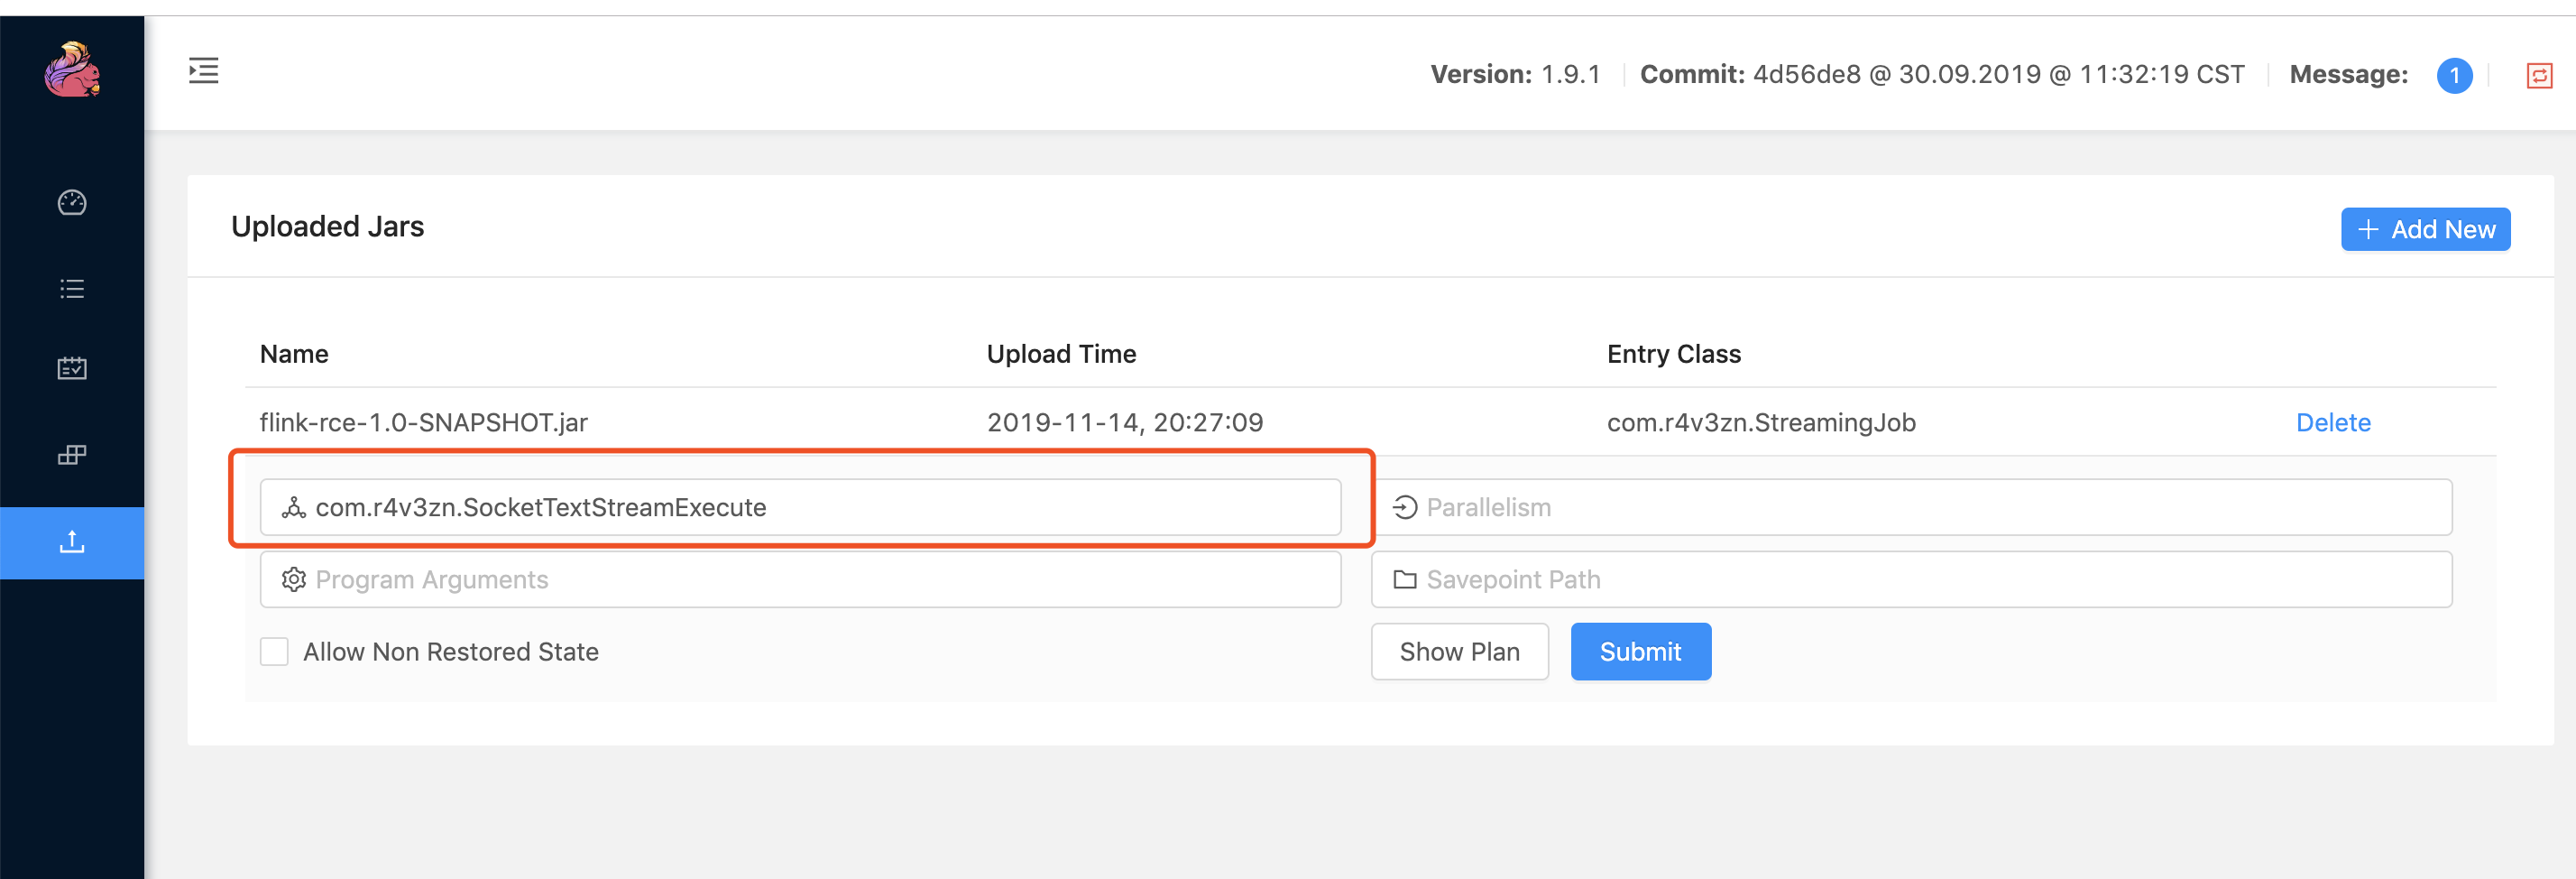 Version: 1.9.1 Commit: 4d56de8 @ 30.09.2019 @ 11:32:19 CST Message: 1
Uploaded Jars
Add New
Name Upload Time Entry Class
flink-rce-1.0-SNAPSHOT.jar 2019-11-14, 20:27:09 com.r4v3zn.StreamingJob Delete
com.r4v3zn.SocketTextStreamExecute Parallelism
Program Arguments Savepoint Path
Allow Non Restored State Show Plan Submit